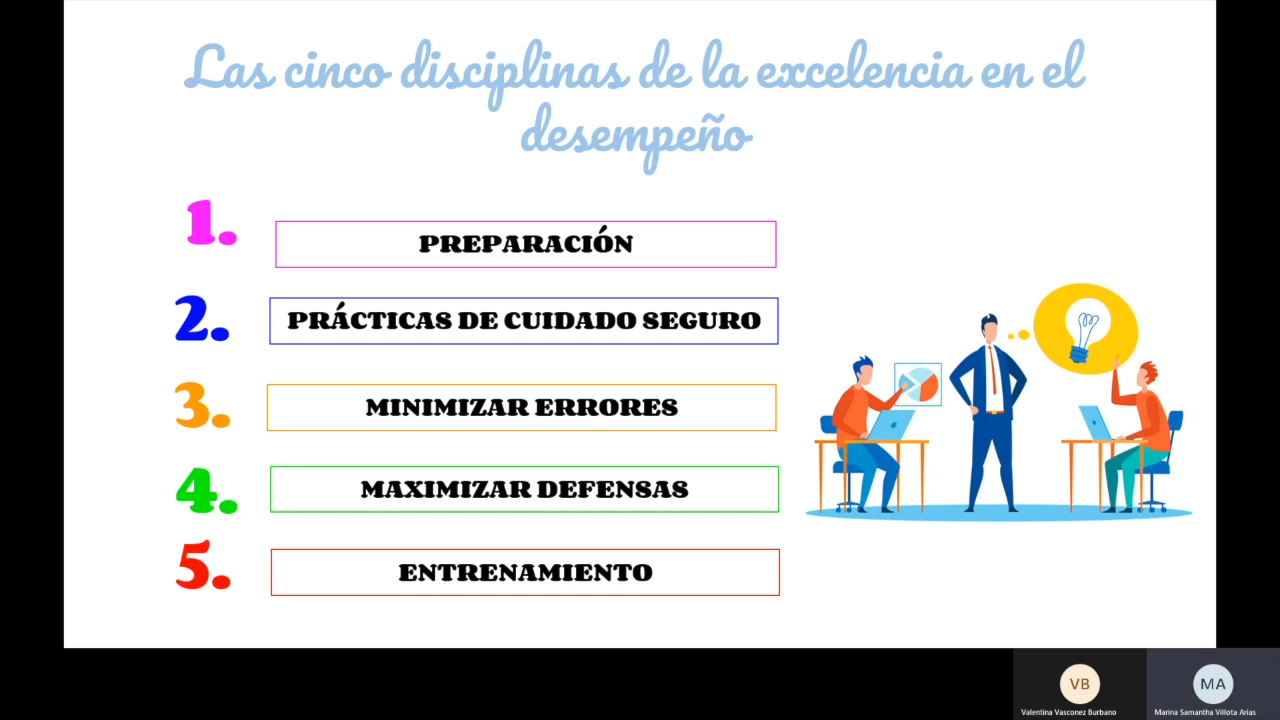 Las cinco disciplinas de la excelencia en el
desempeño
1.
PREPARACIÓN
2.
PRÁCTICAS DE CUIDADO SEGURO
3.
MINIMIZAR ERRORES
4.
MAXIMIZAR DEFENSAS
5.
ENTRENAMIENTO
VB
Valentina Vasconez Burbano
MA
Marina Samantha Villota Arias